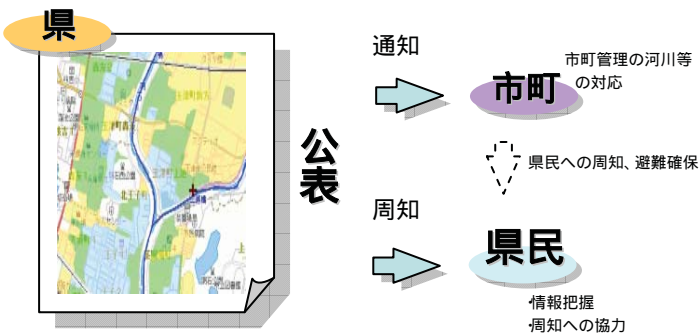 県
公表
通知
市町管理の河川等
の対応
市町
県民への周知、避難確保
周知
県民
・情報把握
・周知への協力